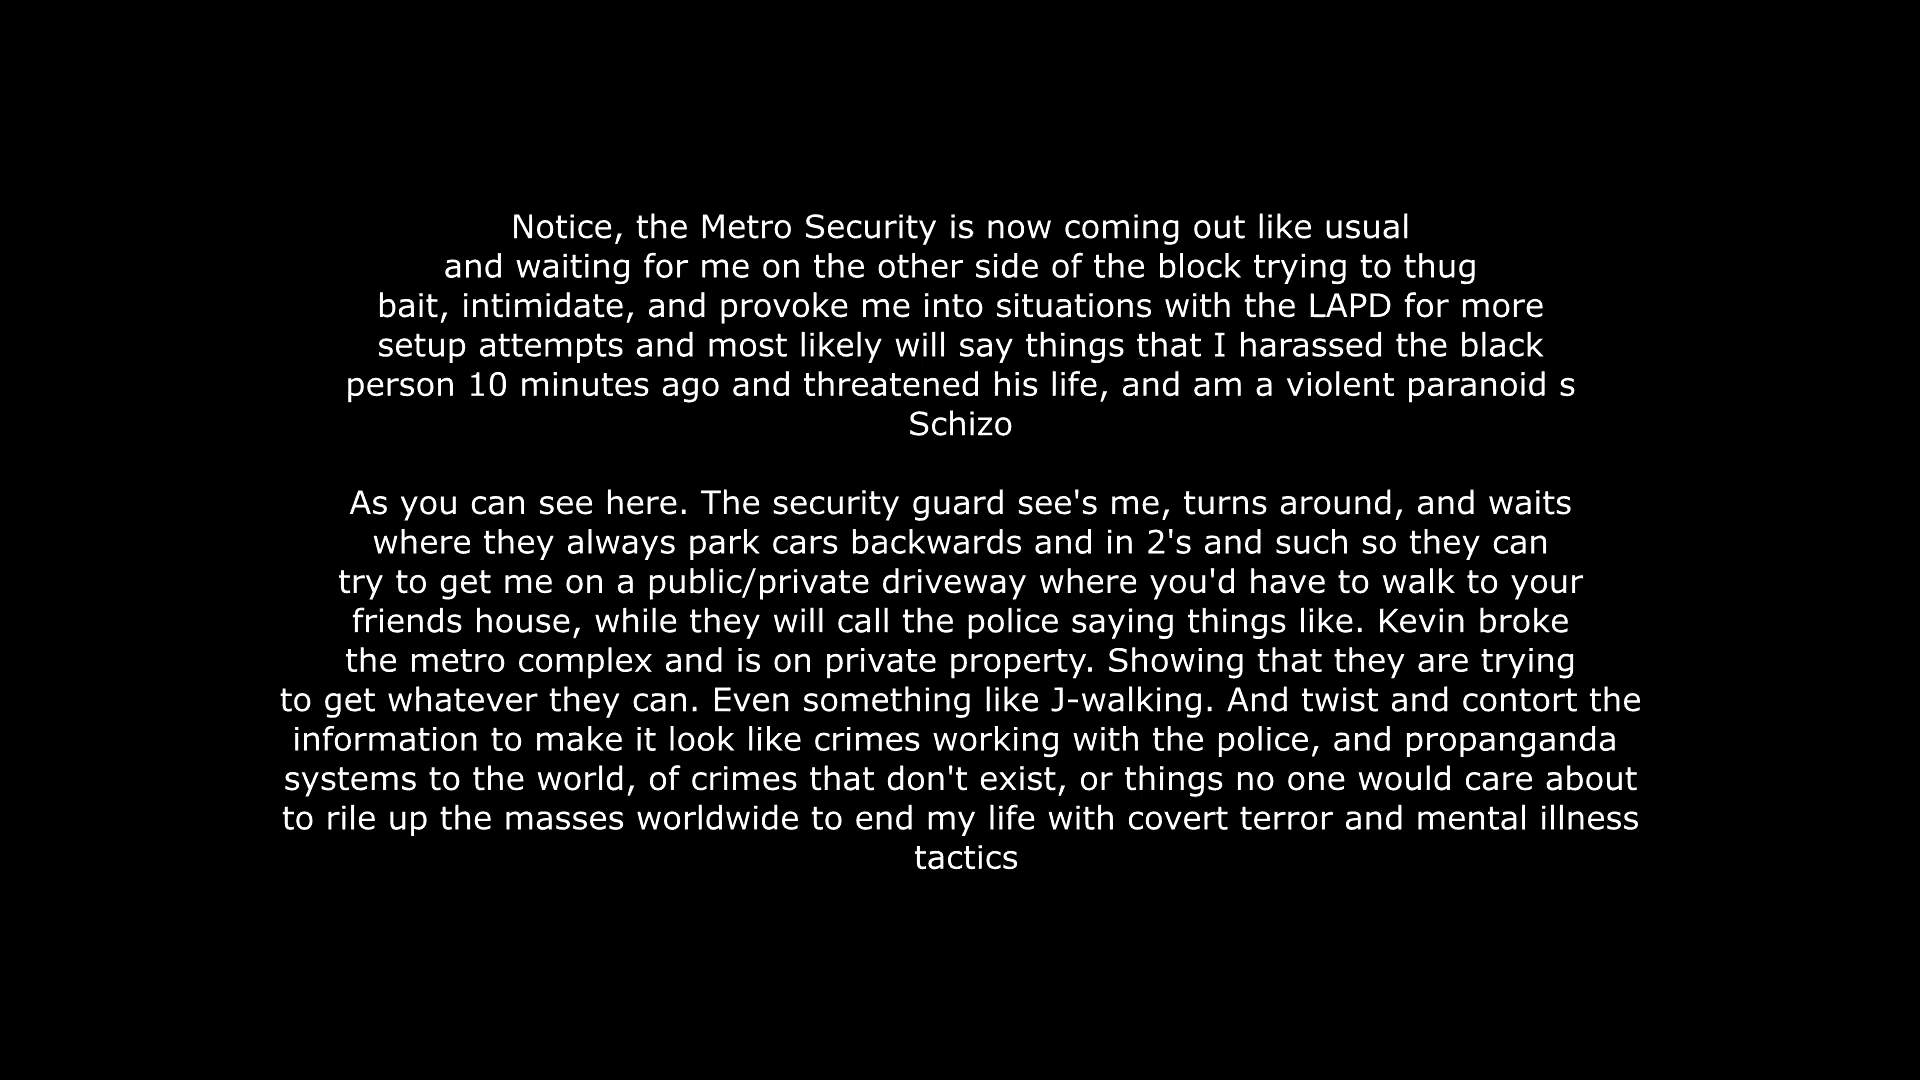 Notice, the Metro Security is now coming out like usual
and waiting for me on the other side of the block trying to thug
bait, intimidate, and provoke me into situations with the LAPD for more
setup attempts and most likely will say things that I harassed the black
person 10 minutes ago and threatened his life, and am a violent paranoid s
Schizo
As you can see here. The security guard see's me, turns around, and waits
where they always park cars backwards and in 2's and such so they can
try to get me on a public/private driveway where you'd have to walk to your
friends house, while they will call the police saying things like. Kevin broke
the metro complex and is on private property. Showing that they are trying
to get whatever they can. Even something like J-walking. And twist and contort the
information to make it look like crimes working with the police, and propanganda
systems to the world, of crimes that don't exist, or things no one would care about
to rile up the masses worldwide to end my life with covert terror and mental illness
tactics